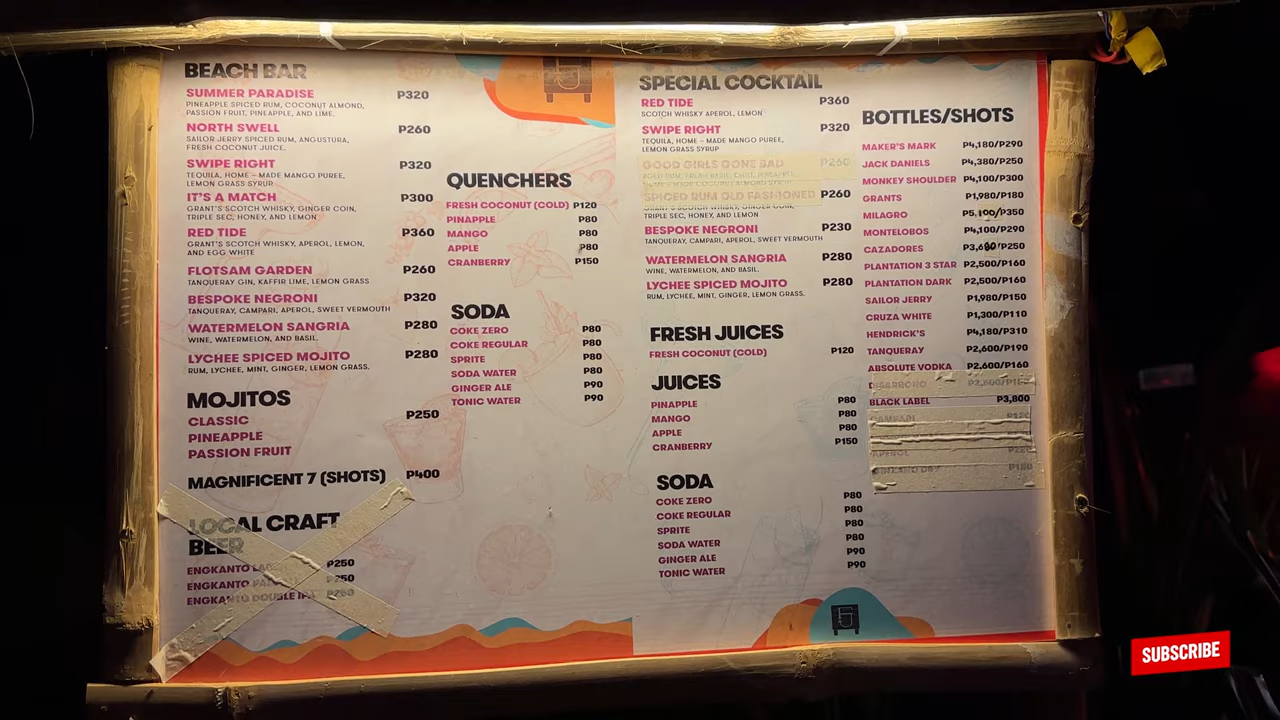 BEACH BAR
SUMMER PARADISE P320
PINEAPPLE SPICED RUM, COCONUT ALMOND,
PASSION FRUIT, PINEAPPLE, AND LIME.
NORTH SWELL P260
SAILOR JERRY SPICED RUM, ANGUSTURA,
FRESH COCONUT JUICE.
SWIPE RIGHT P320
TEQUILA, HOME - MADE MANGO PUREE,
LEMON GRASS SYRUP
IT'S A MATCH P300
GRANT'S SCOTCH WHISKY, GINGER COIN,
TRIPLE SEC, HONEY, AND LEMON
RED TIDE P360
GRANT'S SCOTCH WHISKY, APEROL, LEMON,
AND EGG WHITE
FLOTSAM GARDEN P260
TANQUERAY GIN, KAFFIR LIME, LEMON GRASS
BESPOKE NEGRONI P320
TANQUERAY, CAMPARI, APEROL, SWEET VERMOUTH
WATERMELON SANGRIA P280
WINE, WATERMELON, AND BASIL.
LYCHEE SPICED MOJITO P280
RUM, LYCHEE, MINT, GINGER, LEMON GRASS.
MOJITOS
CLASSIC P250
PINEAPPLE
PASSION FRUIT
MAGNIFICENT 7 (SHOTS) P400
LOCAL CRAFT
BEER
ENGKANTO P250
ENGKANTO P250
ENGKANTO DOUBLE IPA P250
QUENCHERS
FRESH COCONUT (COLD) P120
PINAPPLE P80
MANGO P80
APPLE P80
CRANBERRY P150
SODA
COKE ZERO P80
COKE REGULAR P80
SPRITE P80
SODA WATER P80
GINGER ALE P90
TONIC WATER P90
SPECIAL COCKTAIL
RED TIDE P360
SCOTCH WHISKY APEROL, LEMON
SWIPE RIGHT P320
TEQUILA, HOME - MADE MANGO PUREE,
LEMON GRASS SYRUP
GOOD GIRLS GONE BAD P260
SPICED RUM OLD FASHIONED P260
GRANT'S SCOTCH WHISKY, GINGER COIN,
TRIPLE SEC, HONEY, AND LEMON
BESPOKE NEGRONI P230
TANQUERAY, CAMPARI, APEROL, SWEET VERMOUTH
WATERMELON SANGRIA P280
WINE, WATERMELON, AND BASIL.
LYCHEE SPICED MOJITO P280
RUM, LYCHEE, MINT, GINGER, LEMON GRASS.
FRESH JUICES
FRESH COCONUT (COLD) P120
JUICES
PINAPPLE P80
MANGO P80
APPLE P80
CRANBERRY P150
SODA
COKE ZERO P80
COKE REGULAR P80
SPRITE P80
SODA WATER P80
GINGER ALE P90
TONIC WATER P90
BOTTLES/SHOTS
MAKER'S MARK P4,180/P290
JACK DANIELS P4,380/P250
MONKEY SHOULDER P4,100/P300
GRANTS P1,980/P180
MILAGRO P5,100/P350
MONTELOBOS P4,100/P290
CAZADORES P3,680/P250
PLANTATION 3 STAR P2,500/P160
PLANTATION DARK P2,500/P160
SAILOR JERRY P1,980/P150
CRUZA WHITE P1,300/P110
HENDRICK'S P4,180/P310
TANQUERAY P2,600/P190
ABSOLUTE VODKA P2,600/P160
DISARRONO
BLACK LABEL P3,800
CAMPARI
APEROL
SUBSCRIBE